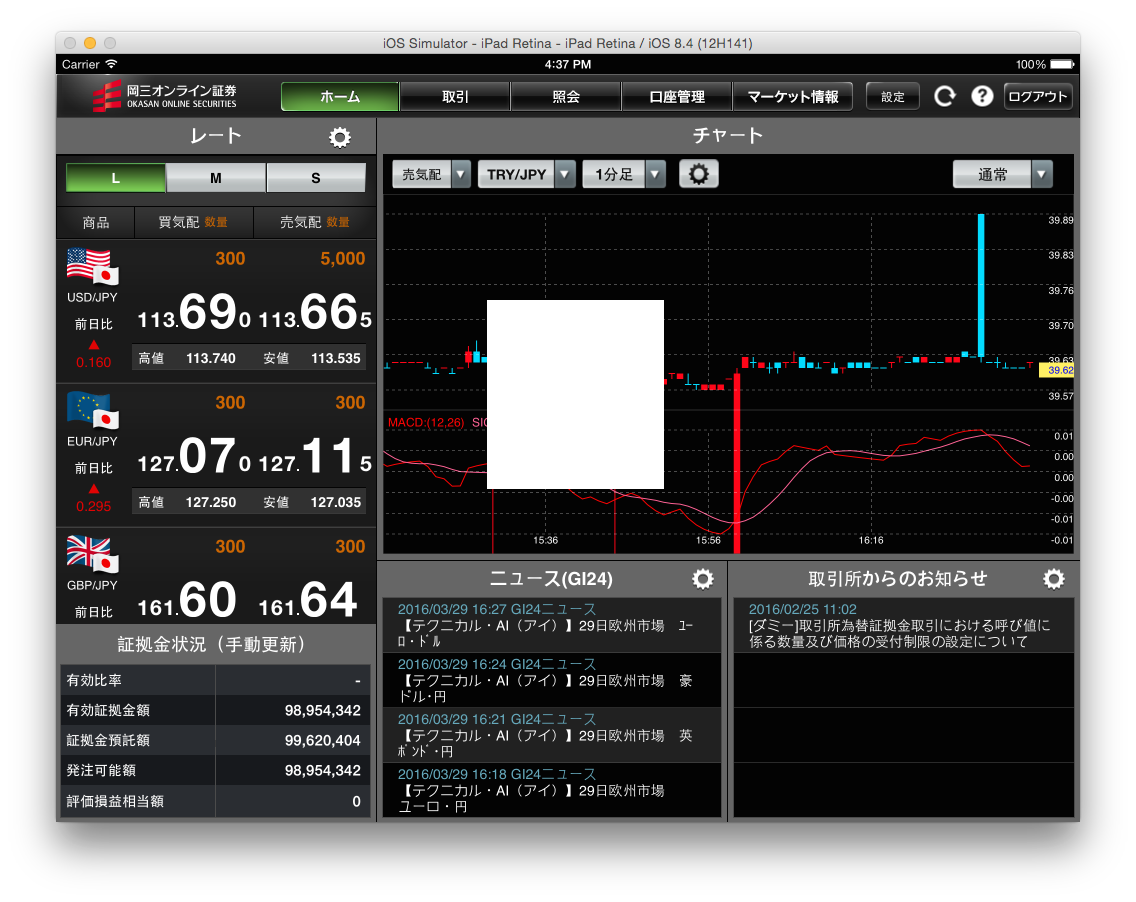 iOS Simulator - iPad Retina - iPad Retina / iOS 8.4 (12H141)
Carrier 4:37 PM 100%
岡三オンライン証券
OKASAN ONLINE SECURITIES
ホーム 取引 照会 口座管理 マーケット情報 設定 ? ログアウト
レート
L M S
商品 買気配 数量 売気配 数量
300 5,000
USD/JPY
113.690 113.665
前日比
0.160
高値 113.740 安値 113.535
300 300
EUR/JPY
127.070 127.115
前日比
0.295
高値 127.250 安値 127.035
300 300
GBP/JPY
161.60 161.64
前日比
証拠金状況（手動更新）
有効比率 -
有効証拠金額 98,954,342
証拠金預託額 99,620,404
発注可能額 98,954,342
評価損益相当額 0
チャート
売気配 TRY/JPY 1分足 通常
39.89
39.83
39.76
39.70
39.63
39.62
39.57
MACD:(12,26)
0.01
0.00
0.00
-0.00
-0.01
-0.01
15:36 15:56 16:16
ニュース(GI24)
2016/03/29 16:27 GI24ニュース
【テクニカル・AI（アイ）】29日欧州市場　ﾕｰ
ﾛ・ﾄﾞﾙ
2016/03/29 16:24 GI24ニュース
【テクニカル・AI（アイ）】29日欧州市場　豪
ドル・円
2016/03/29 16:21 GI24ニュース
【テクニカル・AI（アイ）】29日欧州市場　英
ﾎﾟﾝﾄﾞ・円
2016/03/29 16:18 GI24ニュース
【テクニカル・AI（アイ）】29日欧州市場
ユーロ・円
取引所からのお知らせ
2016/02/25 11:02
[ダミー]取引所為替証拠金取引における呼び値に
係る数量及び価格の受付制限の設定について